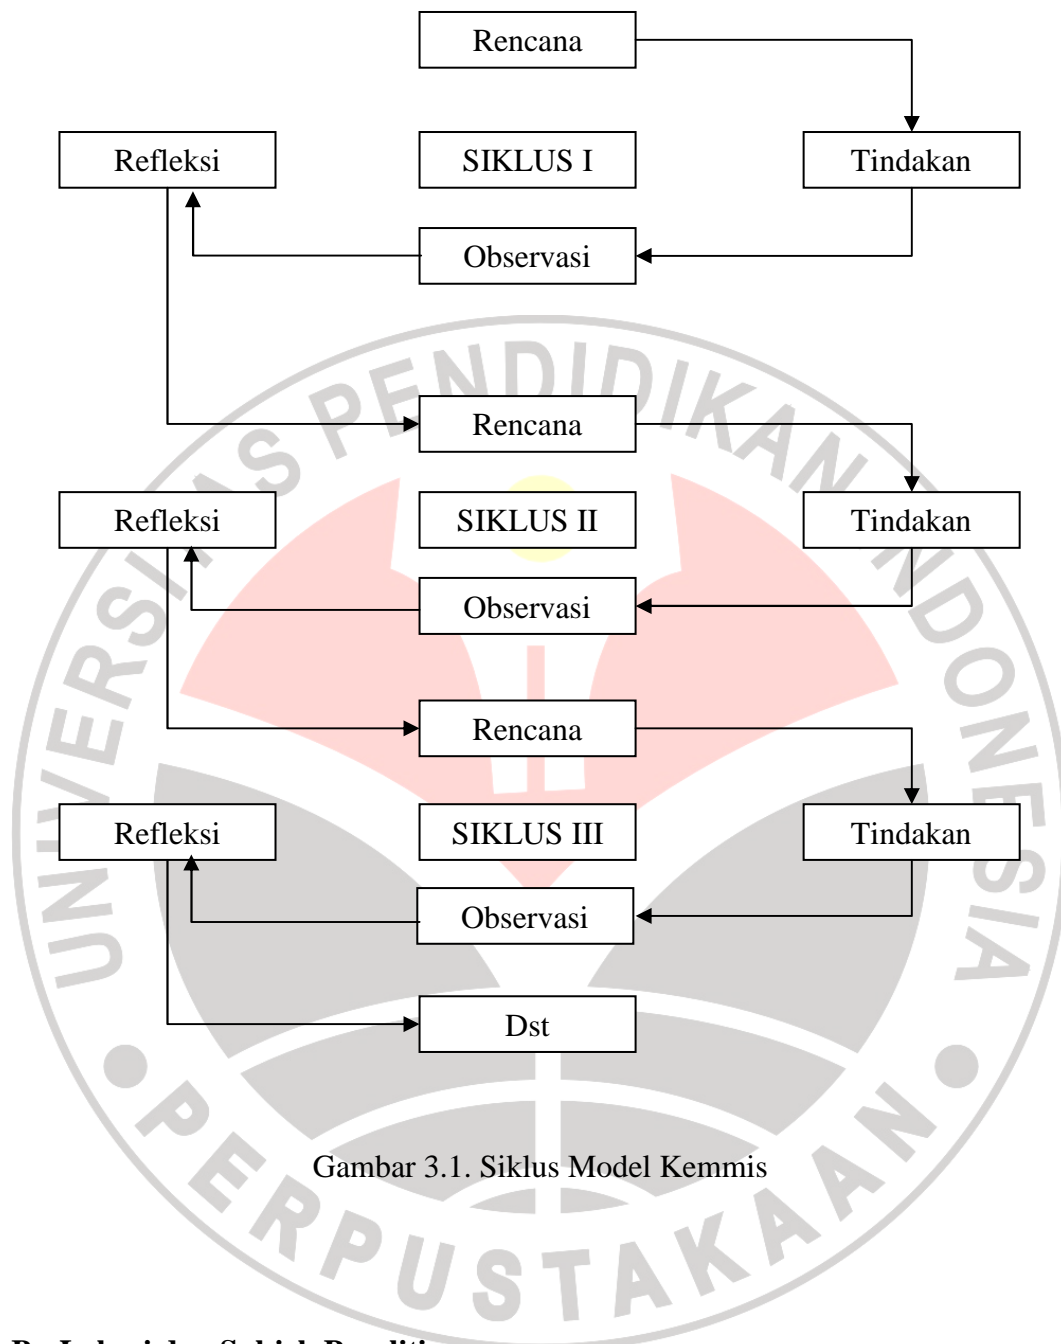 Rencana
Refleksi
SIKLUS I
Tindakan
Observasi
Rencana
Refleksi
SIKLUS II
Tindakan
Observasi
Rencana
Refleksi
SIKLUS III
Tindakan
Observasi
Dst
Gambar 3.1. Siklus Model Kemmis
UNIVERSITAS PENDIDIKAN INDONESIA
PERPUSTAKAAN